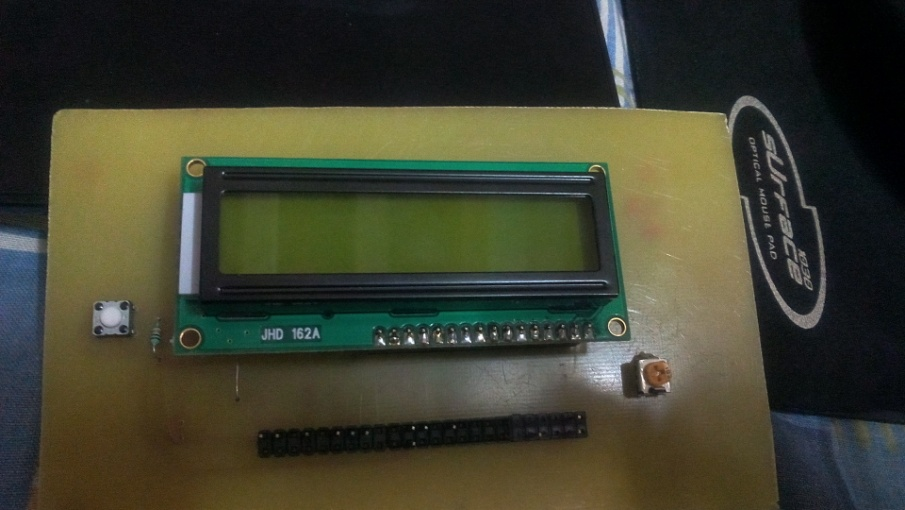 JHD 162A
surface
OPTICAL MOUSE PAD